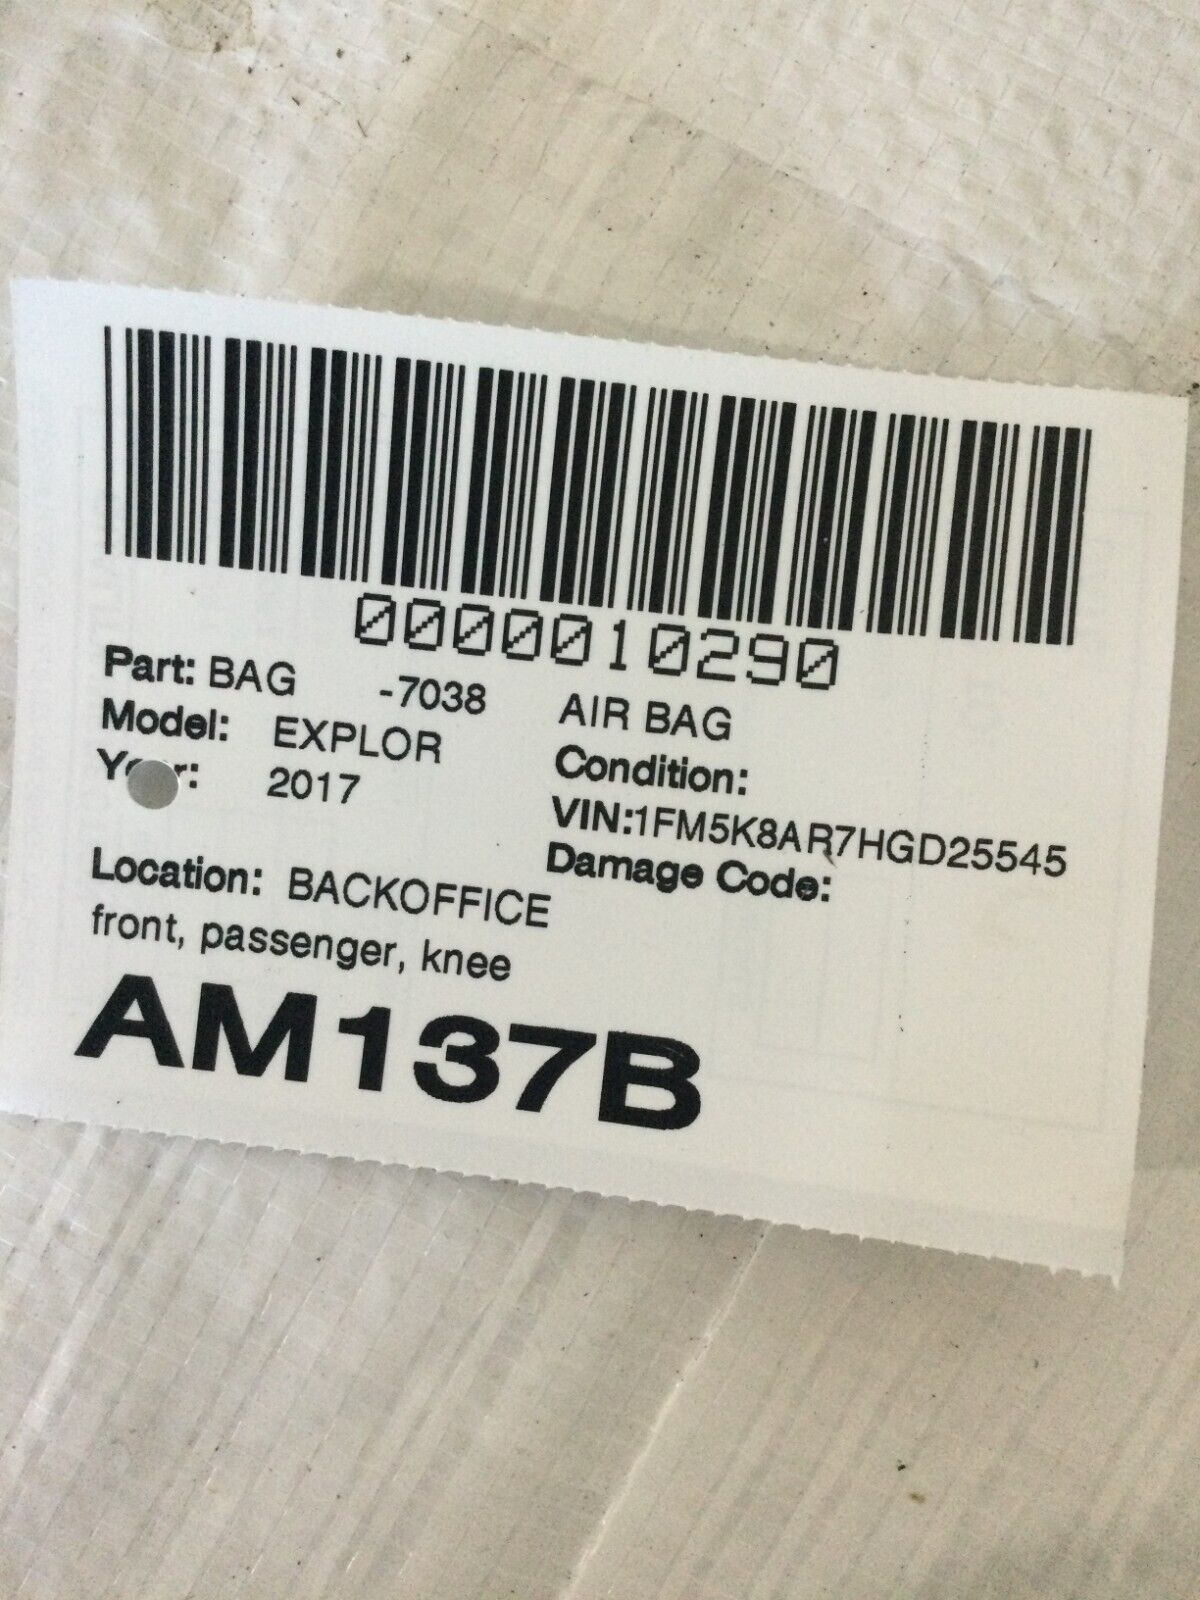 0000010290
Part: BAG -7038 AIR BAG
Model: EXPLOR Condition:
2017 VIN:1FM5K8AR7HGD25545
Damage Code:
Location: BACKOFFICE
front, passenger, knee
AM137B